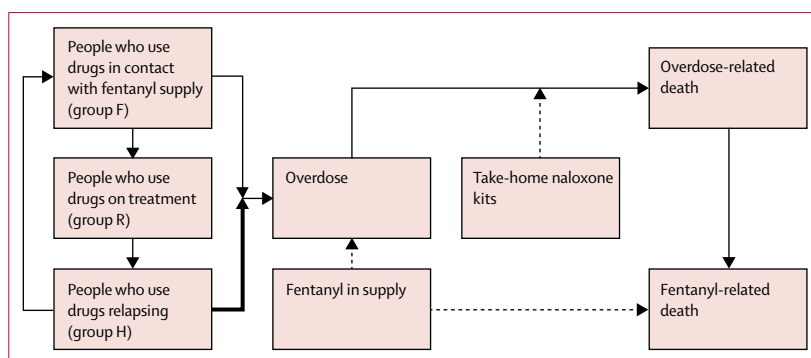 People who use
drugs in contact
with fentanyl supply
(group F)
People who use
drugs on treatment
(group R)
People who use
drugs relapsing
(group H)
Overdose
Fentanyl in supply
Take-home naloxone
kits
Overdose-related
death
Fentanyl-related
death